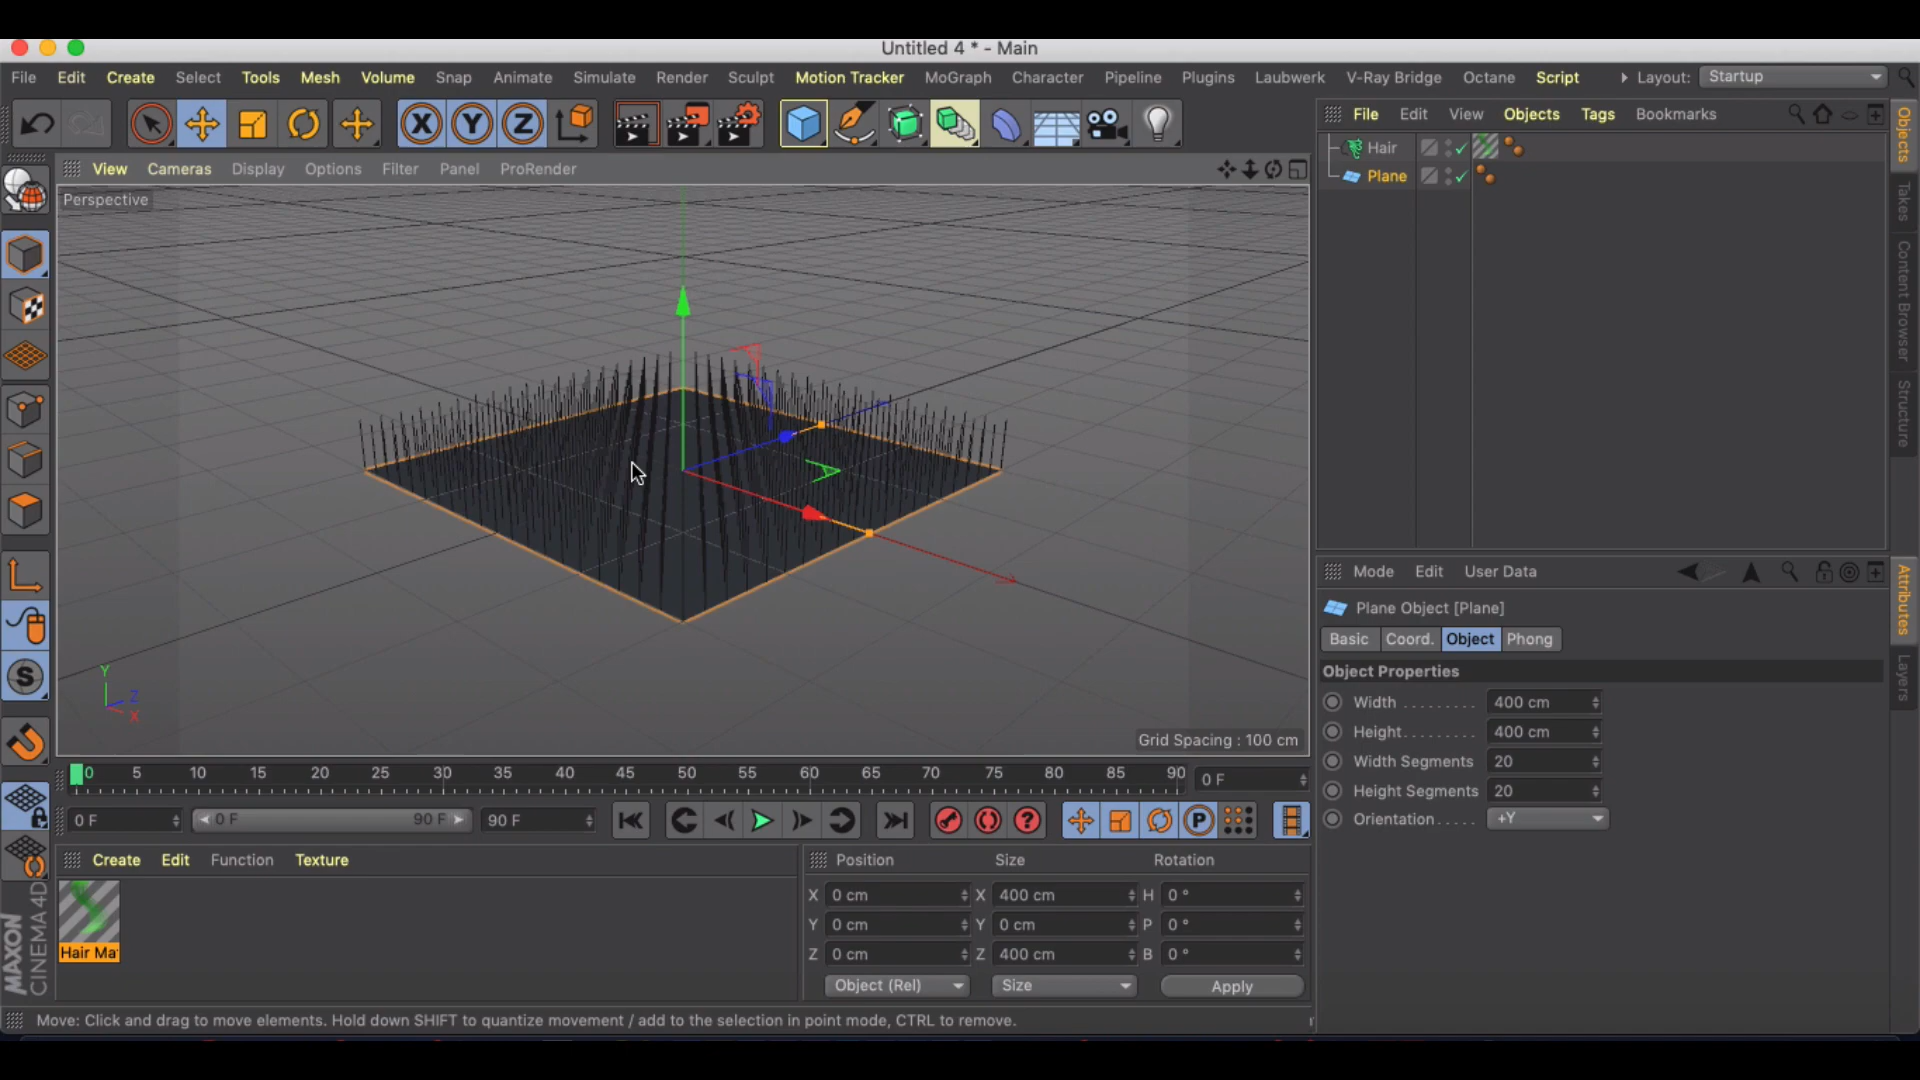 Untitled 4 * - Main
File Edit Create Select Tools Mesh Volume Snap Animate Simulate Render Sculpt Motion Tracker MoGraph Character Pipeline Plugins Laubwerk V-Ray Bridge Octane Script Layout: Startup
X Y Z
File Edit View Objects Tags Bookmarks
Objects
Takes
Content Browser
Structure
Hair
Plane
View Cameras Display Options Filter Panel ProRender
Perspective
Y
Z
X
Grid Spacing : 100 cm
S
Mode Edit User Data
Attributes
Layers
Plane Object [Plane]
Basic Coord. Object Phong
Object Properties
Width . . . . . . . . . 400 cm
Height. . . . . . . . . 400 cm
Width Segments 20
Height Segments 20
Orientation . . . . . +Y
0 5 10 15 20 25 30 35 40 45 50 55 60 65 70 75 80 85 90 0 F
0 F 0 F 90 F 90 F ? P
Create Edit Function Texture
Hair Ma
MAXON
CINEMA 4D
Position Size Rotation
X 0 cm X 400 cm H 0 °
Y 0 cm Y 0 cm P 0 °
Z 0 cm Z 400 cm B 0 °
Object (Rel) Size Apply
Move: Click and drag to move elements. Hold down SHIFT to quantize movement / add to the selection in point mode, CTRL to remove.